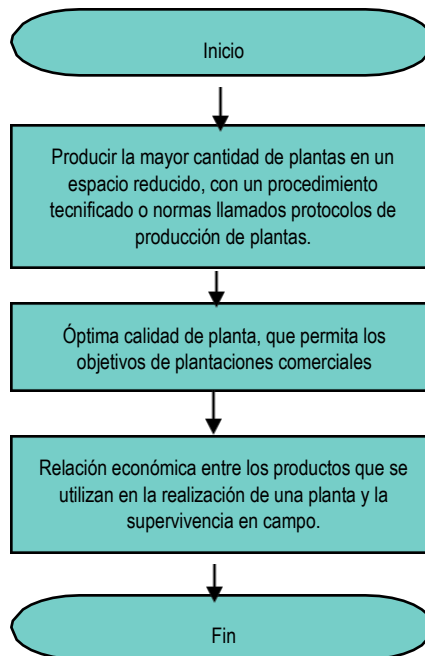 Inicio
Producir la mayor cantidad de plantas en un
espacio reducido, con un procedimiento
tecnificado o normas llamados protocolos de
producción de plantas.
Óptima calidad de planta, que permita los
objetivos de plantaciones comerciales
Relación económica entre los productos que se
utilizan en la realización de una planta y la
supervivencia en campo.
Fin